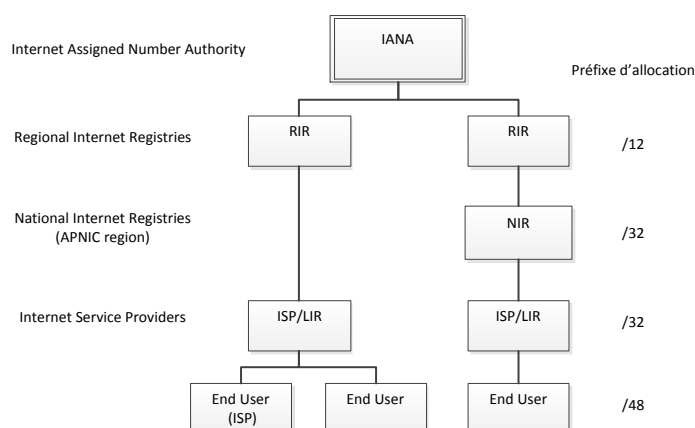 Internet Assigned Number Authority
IANA
Préfixe d'allocation
Regional Internet Registries
RIR
RIR
/12
National Internet Registries
(APNIC region)
NIR
/32
Internet Service Providers
ISP/LIR
ISP/LIR
/32
End User
(ISP)
End User
End User
/48